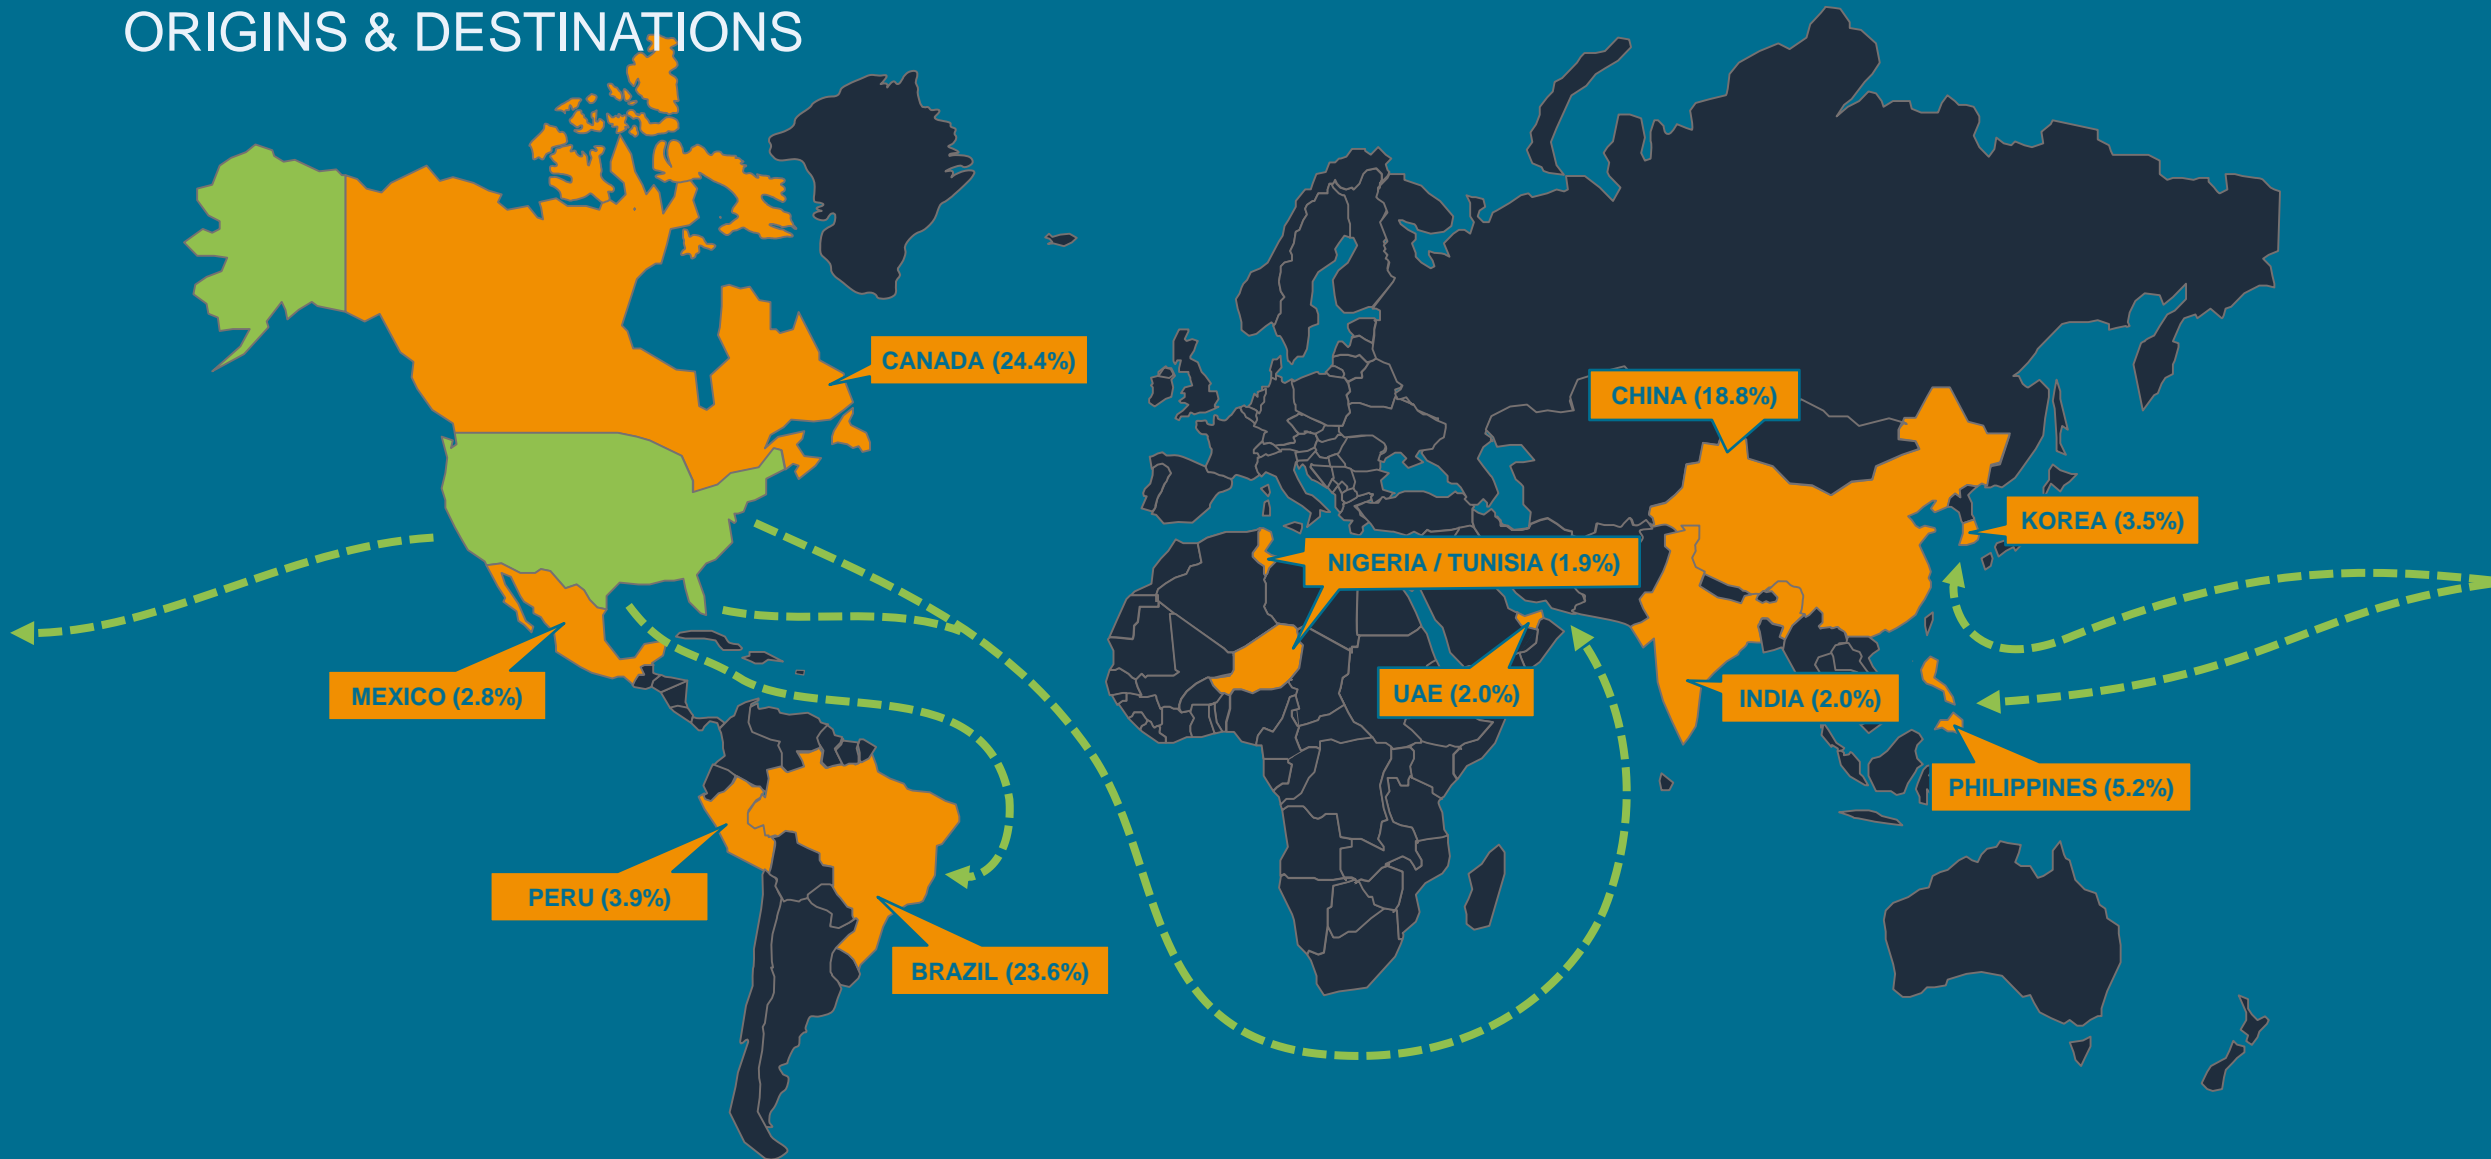 ORIGINS & DESTINATIONS
CANADA (24.4%)
CHINA (18.8%)
KOREA (3.5%)
NIGERIA / TUNISIA (1.9%)
MEXICO (2.8%)
UAE (2.0%)
INDIA (2.0%)
PHILIPPINES (5.2%)
PERU (3.9%)
BRAZIL (23.6%)